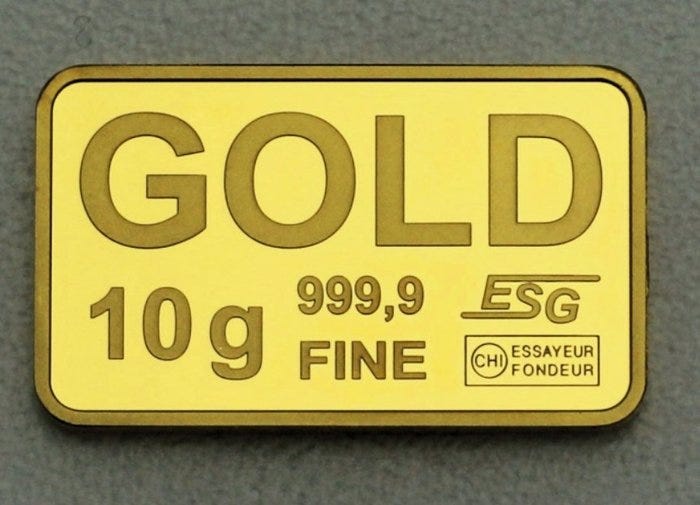 GOLD
10 g
999,9
FINE
ESG
CHI
ESSAYEUR
FONDEUR